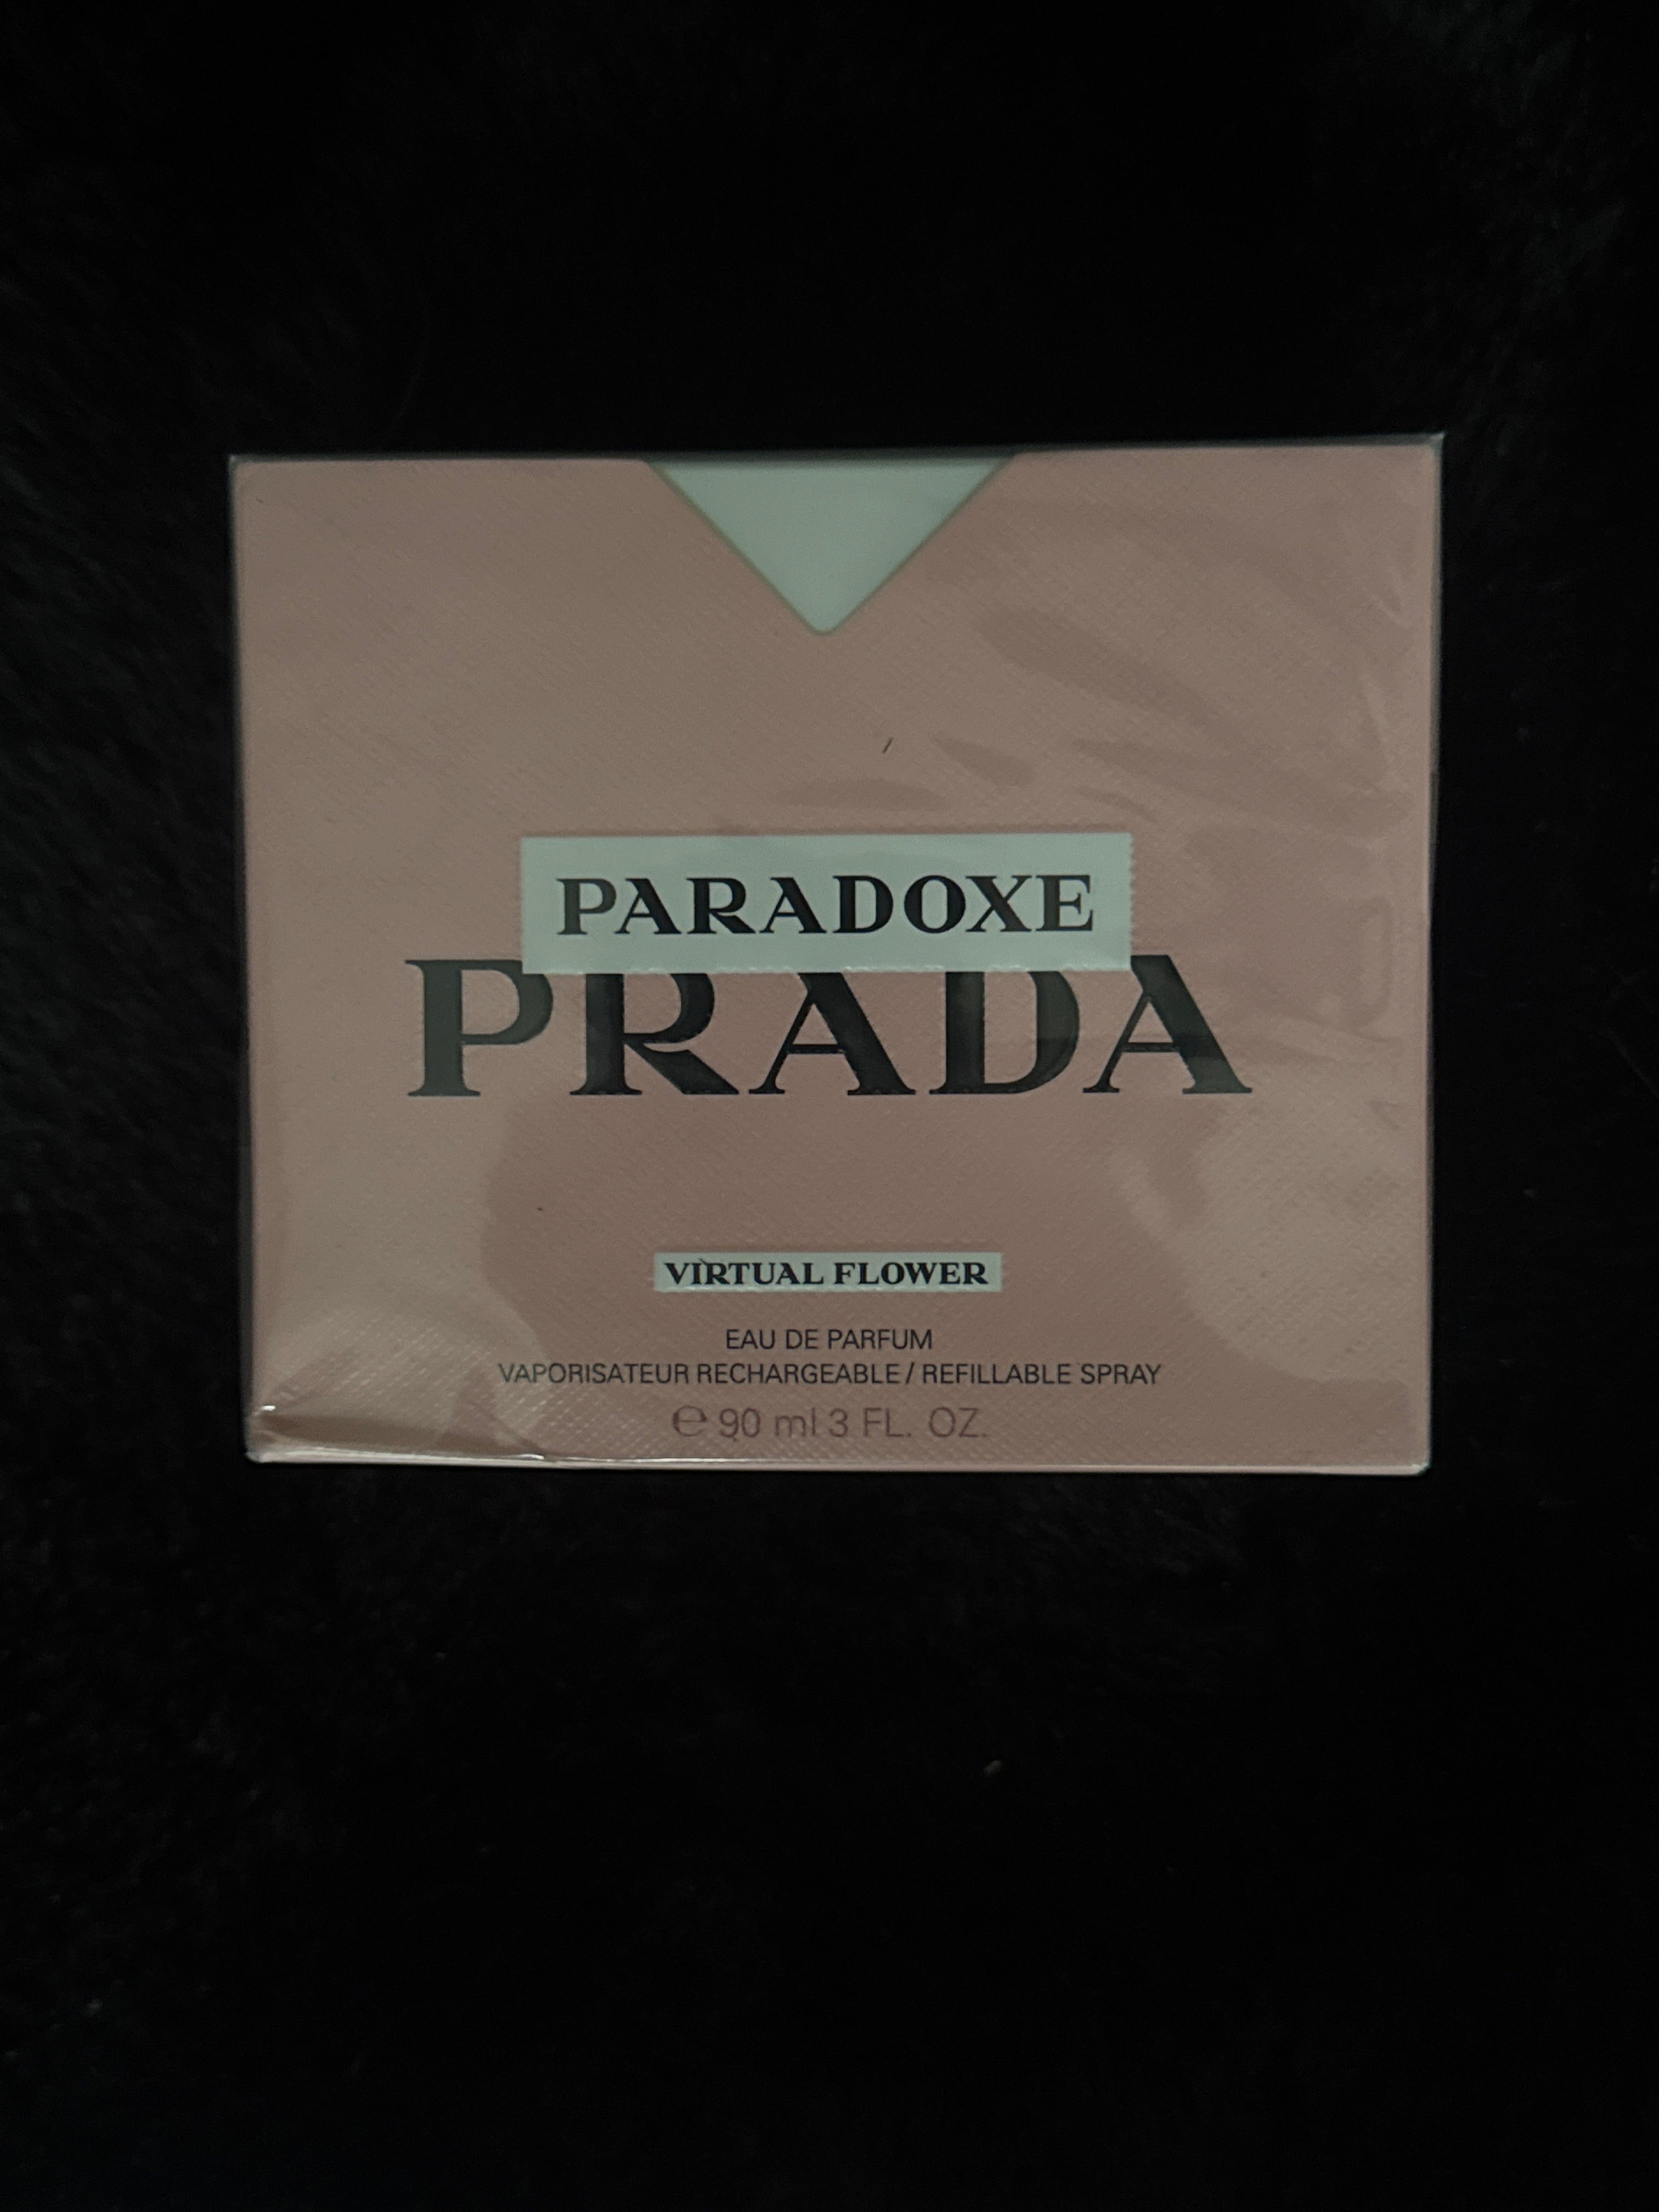 PARADOXE
PRADA
VIRTUAL FLOWER
EAU DE PARFUM
VAPORISATEUR RECHARGEABLE / REFILLABLE SPRAY
℮ 90 ml 3 FL. OZ.